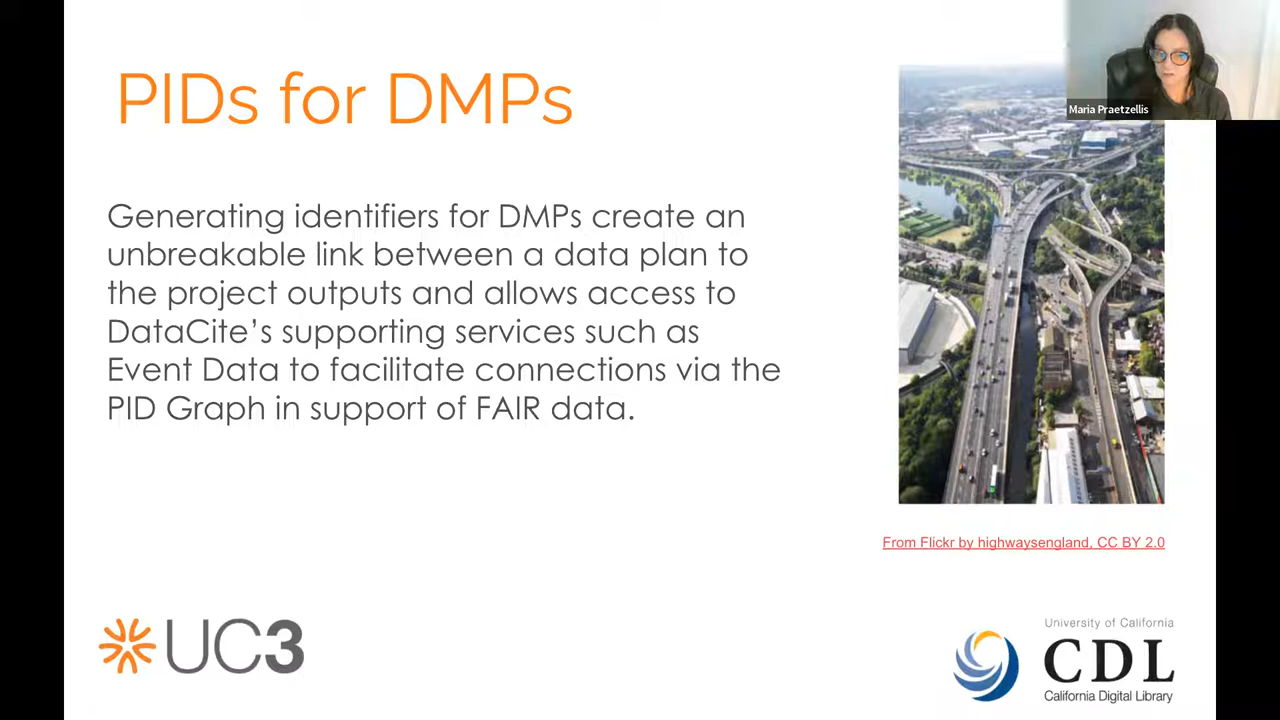 PIDs for DMPs
Maria Praetzellis
Generating identifiers for DMPs create an
unbreakable link between a data plan to
the project outputs and allows access to
DataCite’s supporting services such as
Event Data to facilitate connections via the
PID Graph in support of FAIR data.
From Flickr by highwaysengland, CC BY 2.0
UC3
University of California
CDL
California Digital Library